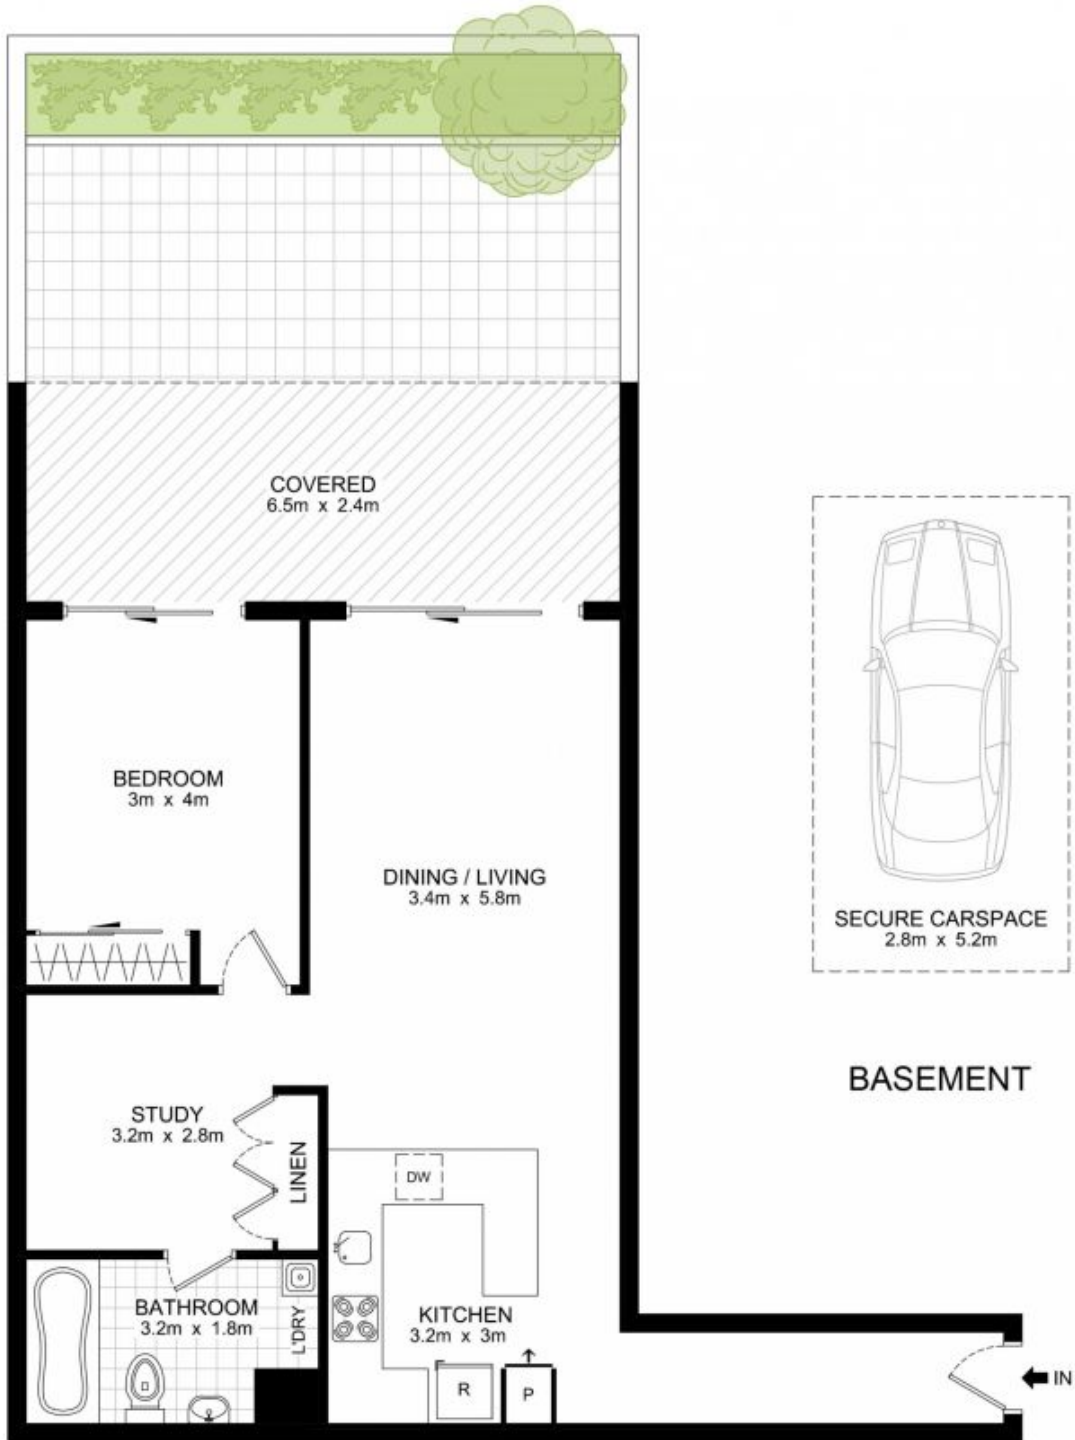 COVERED
6.5m x 2.4m
BEDROOM
3m x 4m
DINING / LIVING
3.4m x 5.8m
SECURE CARSPACE
2.8m x 5.2m
BASEMENT
STUDY
3.2m x 2.8m
LINEN
DW
BATHROOM
3.2m x 1.8m
L'DRY
KITCHEN
3.2m x 3m
R
P
IN